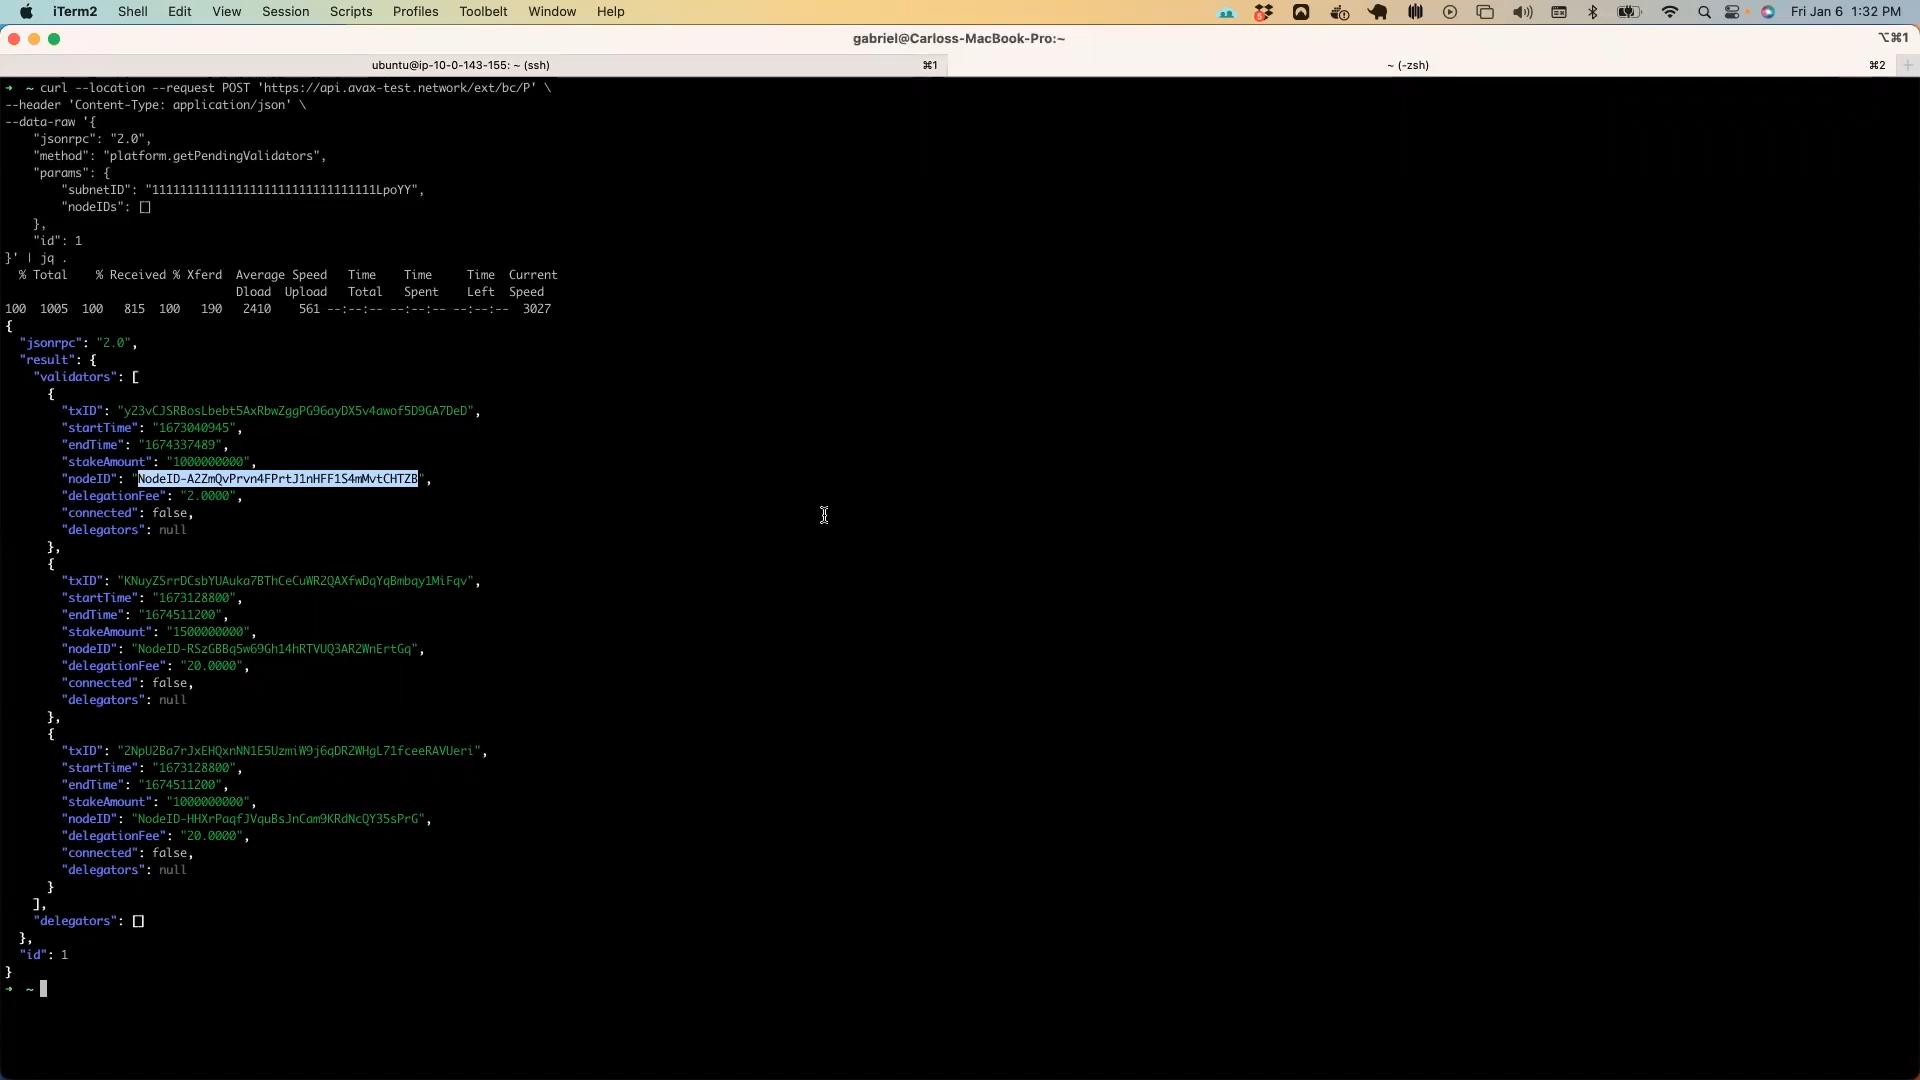 iTerm2 Shell Edit View Session Scripts Profiles Toolbelt Window Help Fri Jan 6 1:32 PM
gabriel@Carloss-MacBook-Pro:~ ⌥⌘1
ubuntu@ip-10-0-143-155: ~ (ssh) ⌘1 ~ (-zsh) ⌘2
→ ~ curl --location --request POST 'https://api.avax-test.network/ext/bc/P' \
--header 'Content-Type: application/json' \
--data-raw '{
"jsonrpc": "2.0",
"method": "platform.getPendingValidators",
"params": {
"subnetID": "11111111111111111111111111111111LpoYY",
"nodeIDs": []
},
"id": 1
}' | jq .
% Total % Received % Xferd Average Speed Time Time Time Current
Dload Upload Total Spent Left Speed
100 1005 100 815 100 190 2410 561 --:--:-- --:--:-- --:--:-- 3027
{
"jsonrpc": "2.0",
"result": {
"validators": [
{
"txID": "y23vCJSRBosLbebt5AxRbwZggPG96ayDX5v4awof5D9GA7DeD",
"startTime": "1673040945",
"endTime": "1674337489",
"stakeAmount": "1000000000",
"nodeID": "NodeID-A2ZmQvPrvn4FPrtJ1nHFF1S4mMvtCHTZB",
"delegationFee": "2.0000",
"connected": false,
"delegators": null
},
{
"txID": "KNuyZSrrDCsbYUAuka7BThCeCuWR2QAXfwDqYqBmbqy1MiFqv",
"startTime": "1673128800",
"endTime": "1674511200",
"stakeAmount": "1500000000",
"nodeID": "NodeID-RSzGBBq5w69Gh14hRTVUQ3AR2WnErtGq",
"delegationFee": "20.0000",
"connected": false,
"delegators": null
},
{
"txID": "2NpU2Ba7rJxEHQxnNN1E5UzmiW9j6qDR2WHgL71fceeRAVUeri",
"startTime": "1673128800",
"endTime": "1674511200",
"stakeAmount": "1000000000",
"nodeID": "NodeID-HHXrPaqfJVquBsJnCam9KRdNcQY35sPrG",
"delegationFee": "20.0000",
"connected": false,
"delegators": null
}
],
"delegators": []
},
"id": 1
}
→ ~